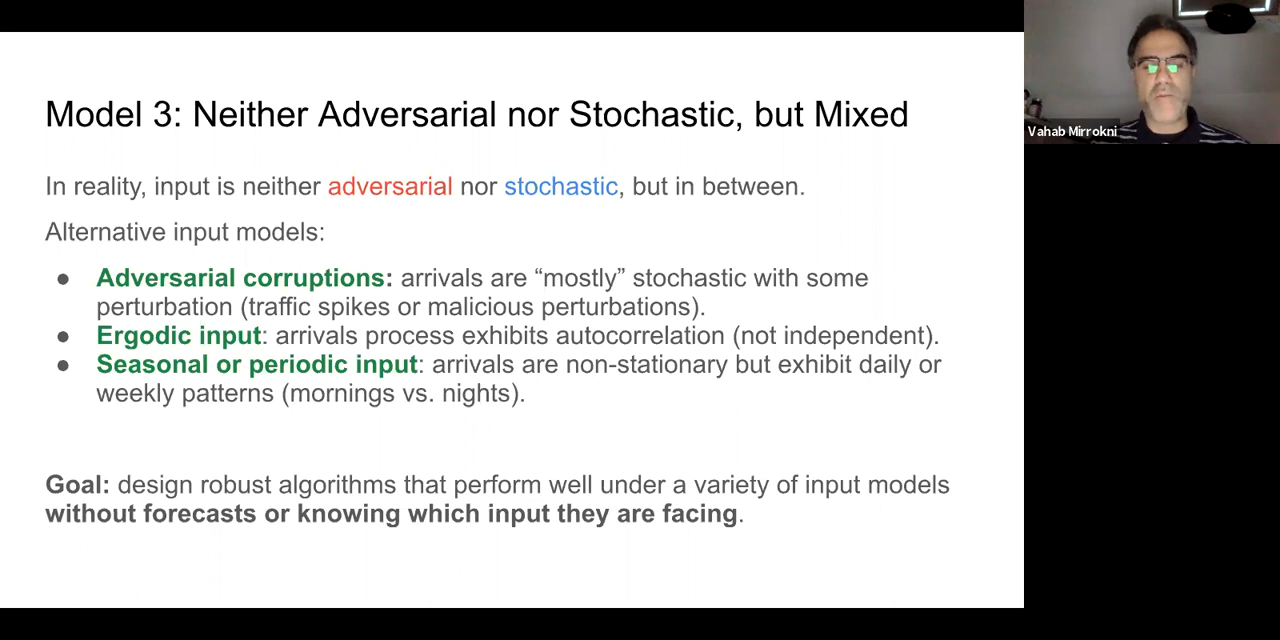 Model 3: Neither Adversarial nor Stochastic, but Mixed
In reality, input is neither adversarial nor stochastic, but in between.
Alternative input models:
● Adversarial corruptions: arrivals are “mostly” stochastic with some
perturbation (traffic spikes or malicious perturbations).
● Ergodic input: arrivals process exhibits autocorrelation (not independent).
● Seasonal or periodic input: arrivals are non-stationary but exhibit daily or
weekly patterns (mornings vs. nights).
Goal: design robust algorithms that perform well under a variety of input models
without forecasts or knowing which input they are facing.
Vahab Mirrokni